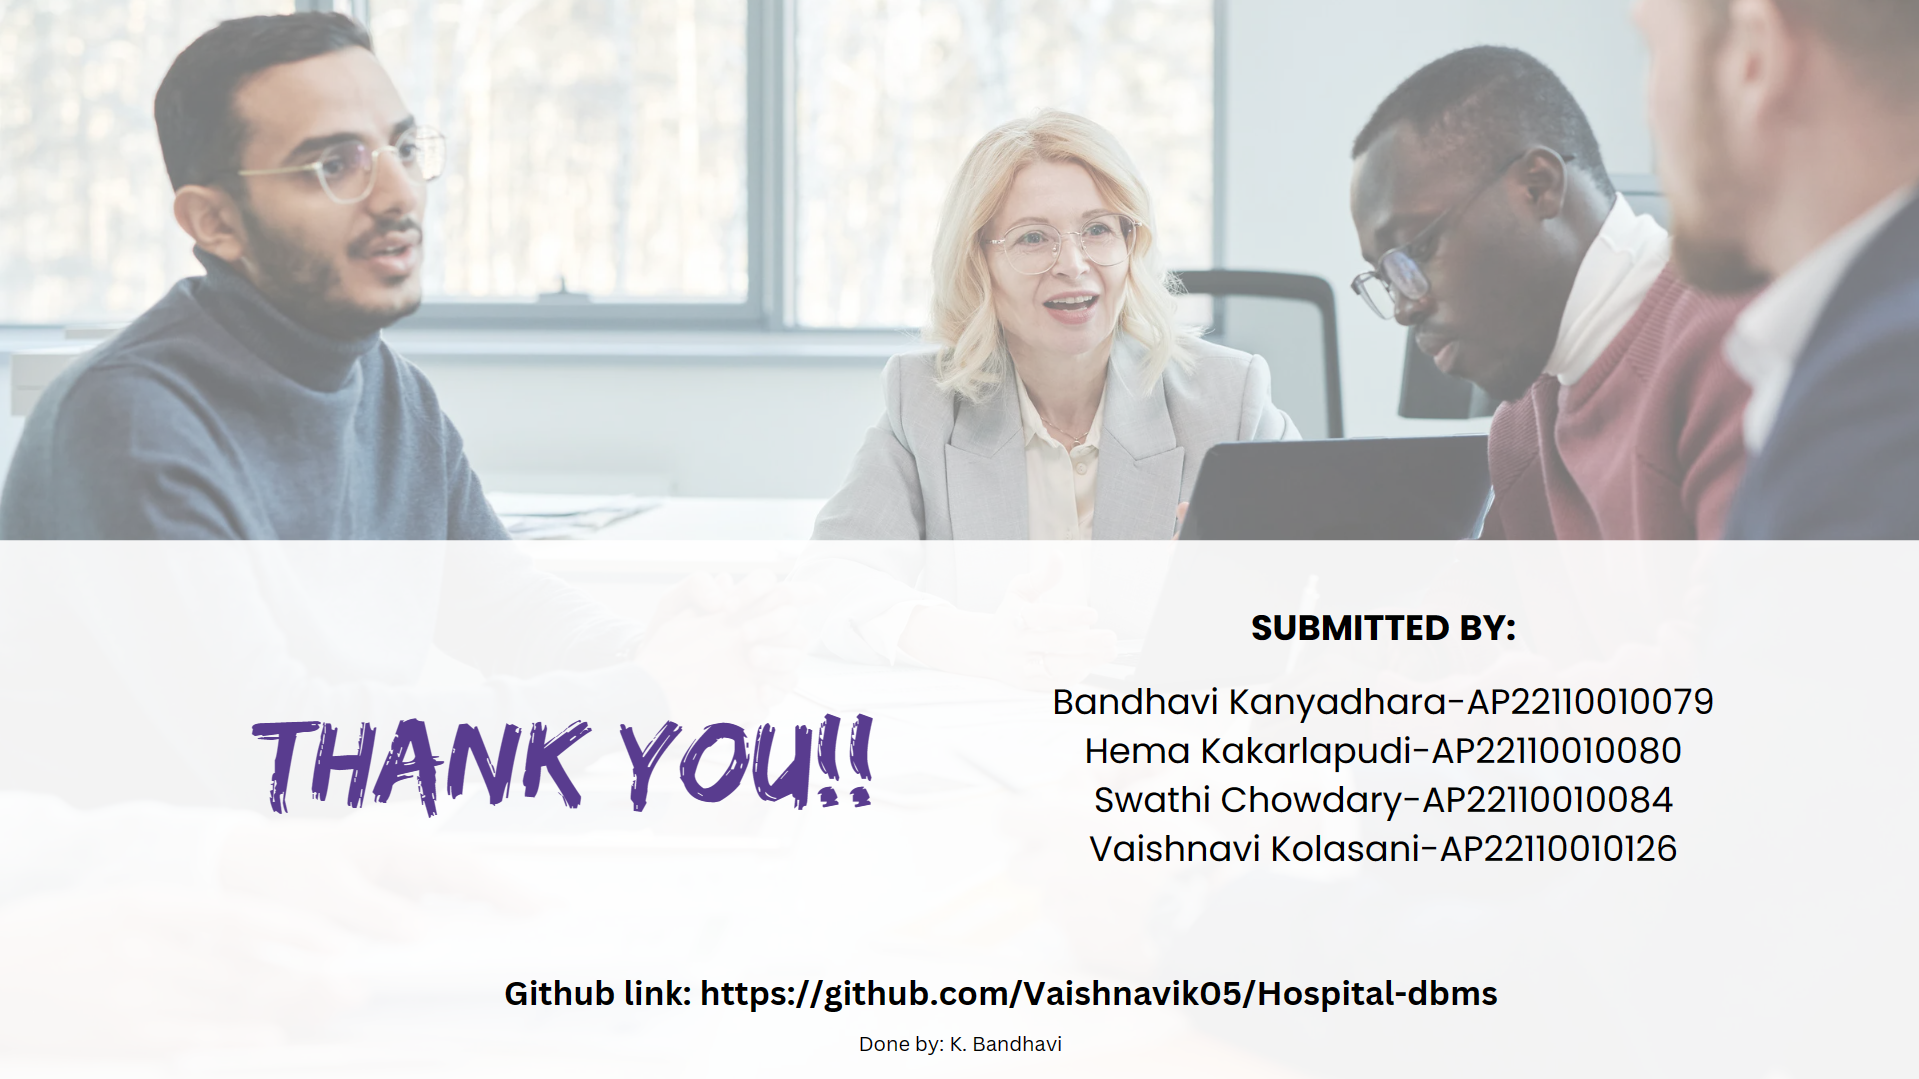 THANK YOU!!
SUBMITTED BY:
Bandhavi Kanyadhara-AP22110010079
Hema Kakarlapudi-AP22110010080
Swathi Chowdary-AP22110010084
Vaishnavi Kolasani-AP22110010126
Github link: https://github.com/Vaishnavik05/Hospital-dbms
Done by: K. Bandhavi